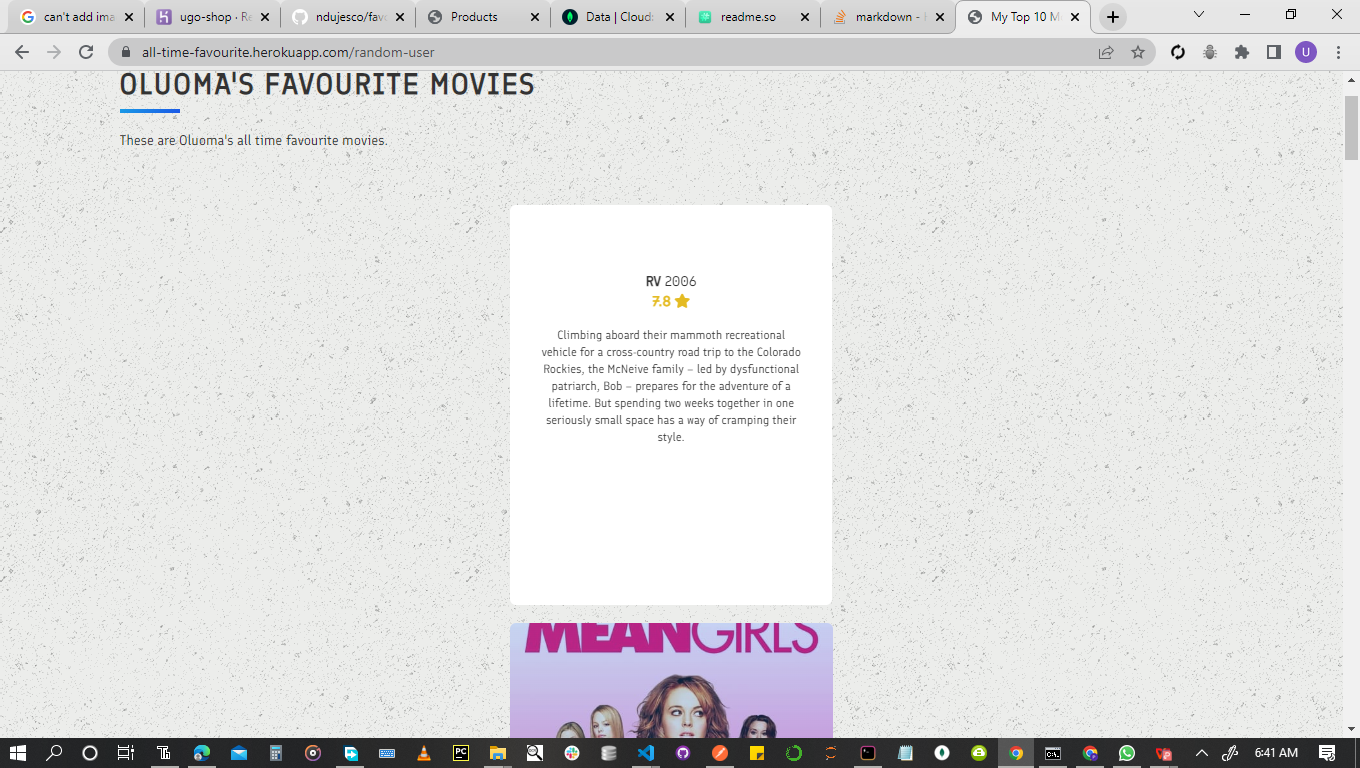 can't add ima
ugo-shop · Re
ndujesco/favo
Products
Data | Cloud:
readme.so
markdown -
My Top 10 M
all-time-favourite.herokuapp.com/random-user
U
OLUOMA'S FAVOURITE MOVIES
These are Oluoma's all time favourite movies.
RV 2006
7.8
Climbing aboard their mammoth recreational
vehicle for a cross-country road trip to the Colorado
Rockies, the McNeive family – led by dysfunctional
patriarch, Bob – prepares for the adventure of a
lifetime. But spending two weeks together in one
seriously small space has a way of cramping their
style.
MEAN GIRLS
PC
6:41 AM